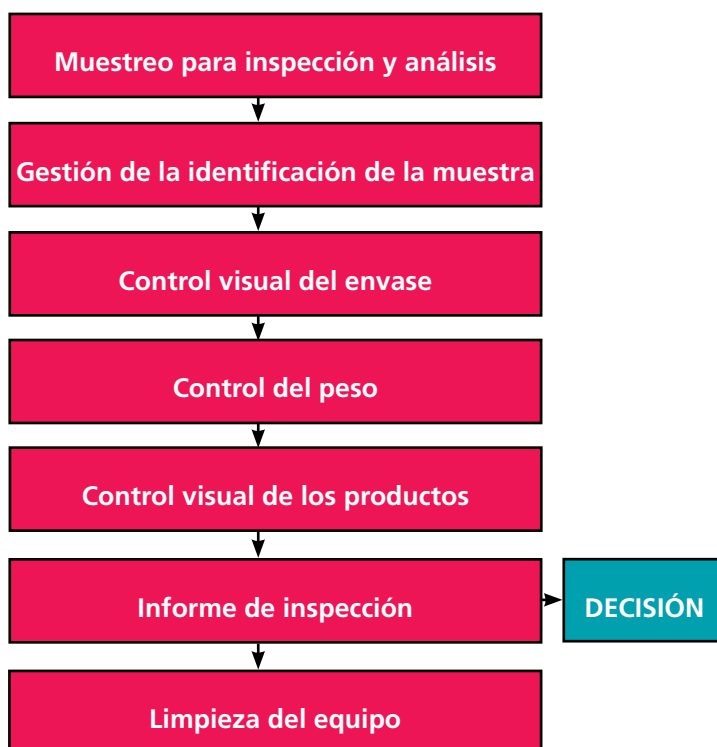 Muestreo para inspección y análisis
Gestión de la identificación de la muestra
Control visual del envase
Control del peso
Control visual de los productos
Informe de inspección
DECISIÓN
Limpieza del equipo